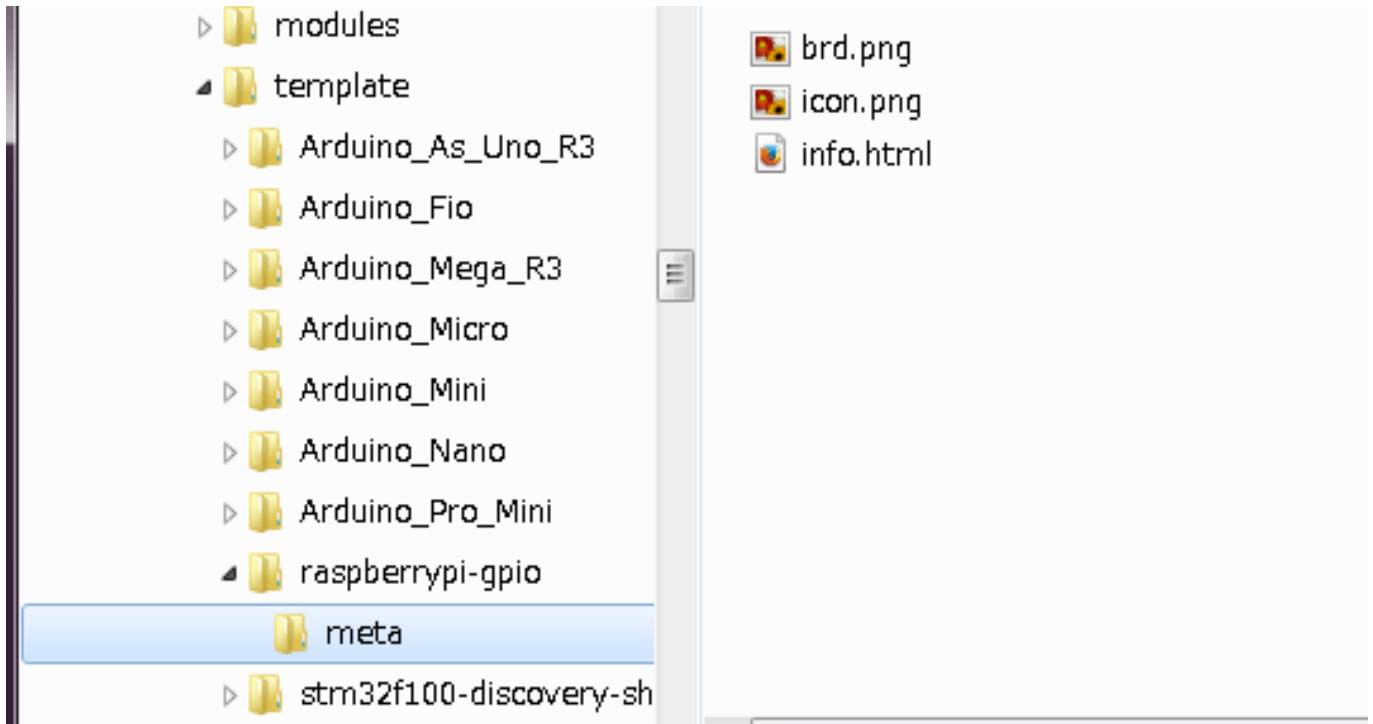 modules
template
Arduino_As_Uno_R3
Arduino_Fio
Arduino_Mega_R3
Arduino_Micro
Arduino_Mini
Arduino_Nano
Arduino_Pro_Mini
raspberrypi-gpio
meta
stm32f100-discovery-sh
brd.png
icon.png
info.html